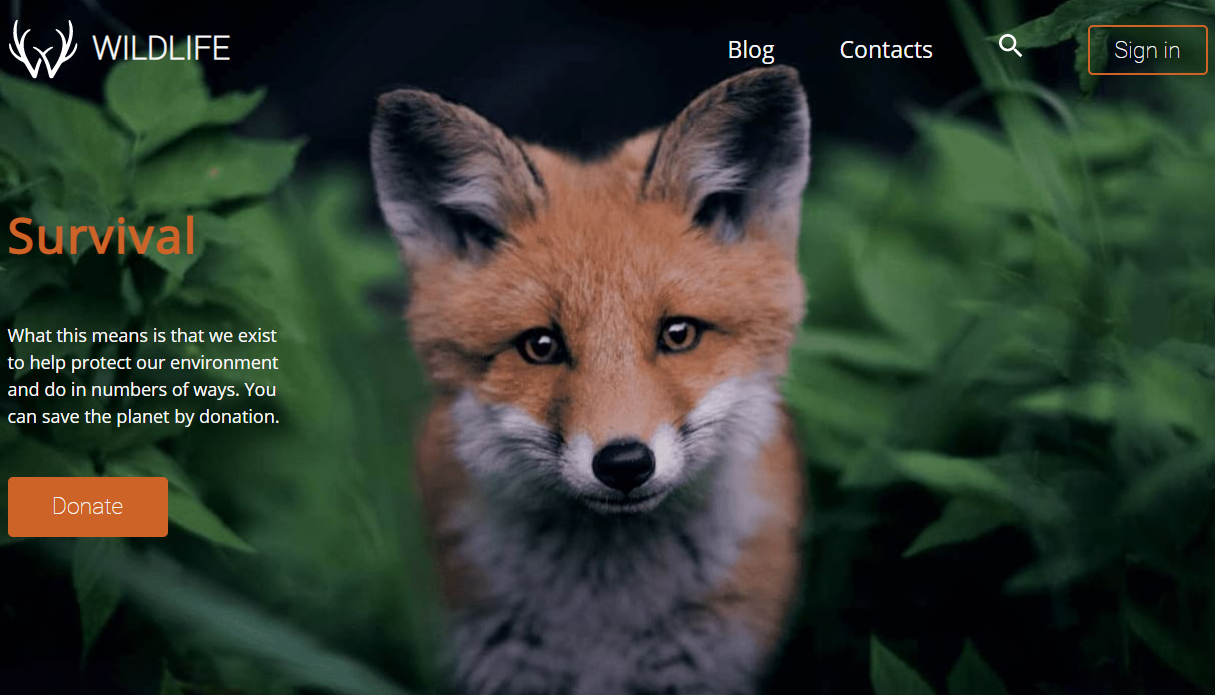 WILDLIFE
Blog
Contacts
Sign in
Survival
What this means is that we exist
to help protect our environment
and do in numbers of ways. You
can save the planet by donation.
Donate